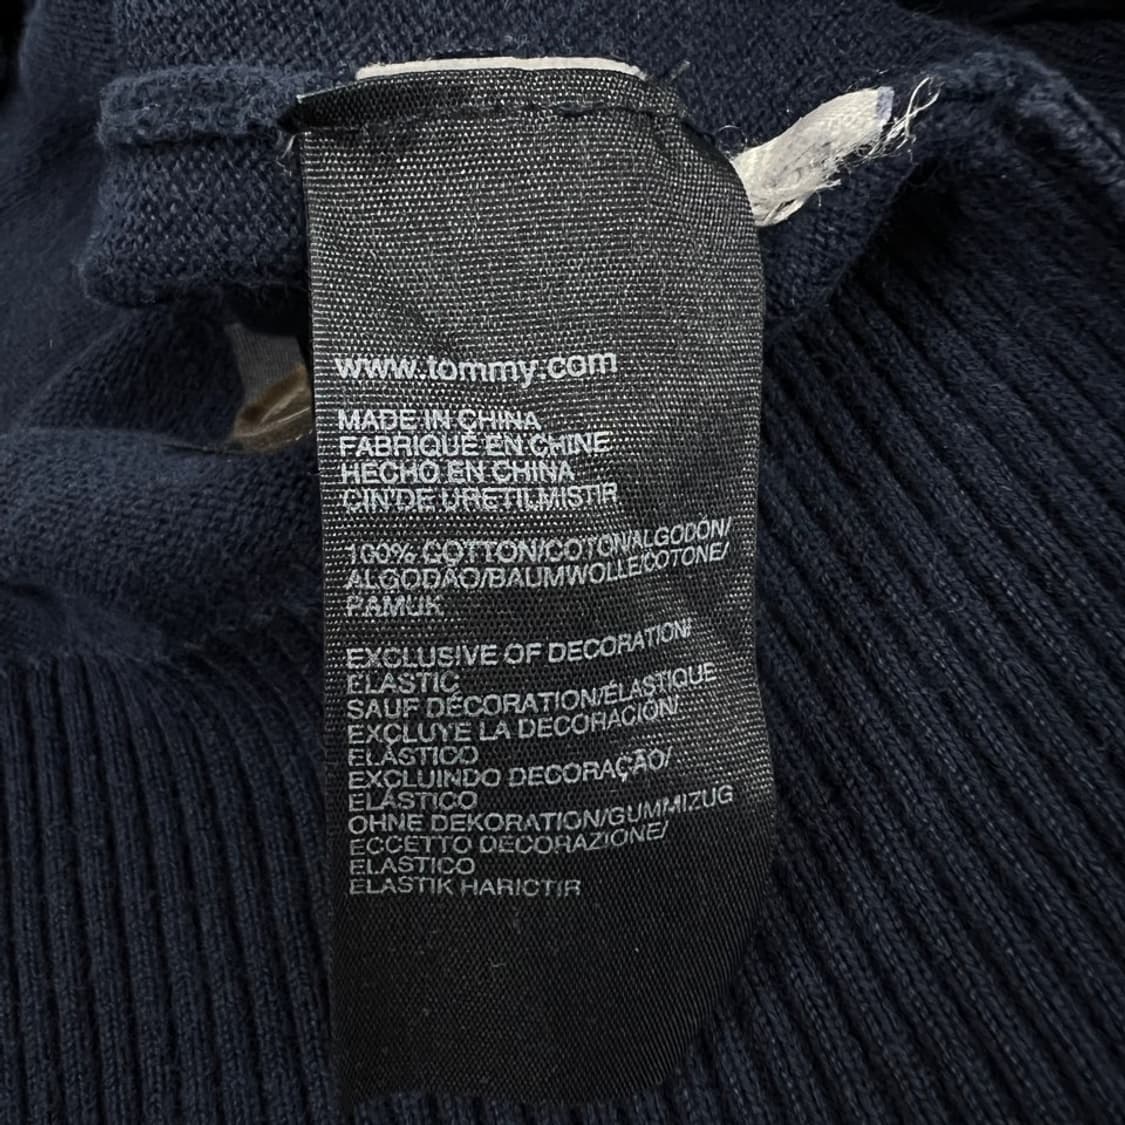 www.tommy.com
MADE IN CHINA
FABRIQUÉ EN CHINE
HECHO EN CHINA
CIN'DE URETILMISTIR
100% COTTON/COTON/ALGODÓN/
ALGODÃO/BAUMWOLLE/COTONE/
PAMUK
EXCLUSIVE OF DECORATION/
ELASTIC
SAUF DÉCORATION/ÉLASTIQUE
EXCLUYE LA DECORACIÓN/
ELÁSTICO
EXCLUINDO DECORAÇÃO/
ELÁSTICO
OHNE DEKORATION/GUMMIZUG
ECCETTO DECORAZIONE/
ELASTICO
ELASTIK HARICTIR